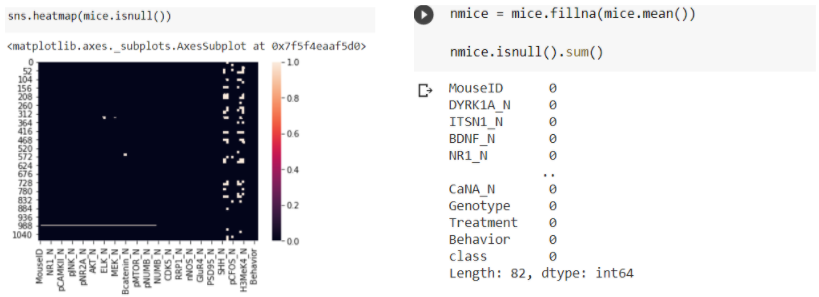 sns.heatmap(mice.isnull())
<matplotlib.axes._subplots.AxesSubplot at 0x7f5f4eaaf5d0>
0
52
104
156
208
260
312
364
416
468
520
572
624
676
728
780
832
884
936
988
1040
1.0
0.8
0.6
0.4
0.2
0.0
MouseID
NR1_N
pCAMKII_N
pJNK_N
pNR2A_N
AKT_N
ELK_N
MEK_N
Bcatenin_N
pMTOR_N
pNUMB_N
NUMB_N
CDK5_N
RRP1_N
nNOS_N
GluR4_N
PSD95_N
SHH_N
pCFOS_N
H3MeK4_N
Behavior
nmice = mice.fillna(mice.mean())
nmice.isnull().sum()
MouseID 0
DYRK1A_N 0
ITSN1_N 0
BDNF_N 0
NR1_N 0
..
CaNA_N 0
Genotype 0
Treatment 0
Behavior 0
class 0
Length: 82, dtype: int64